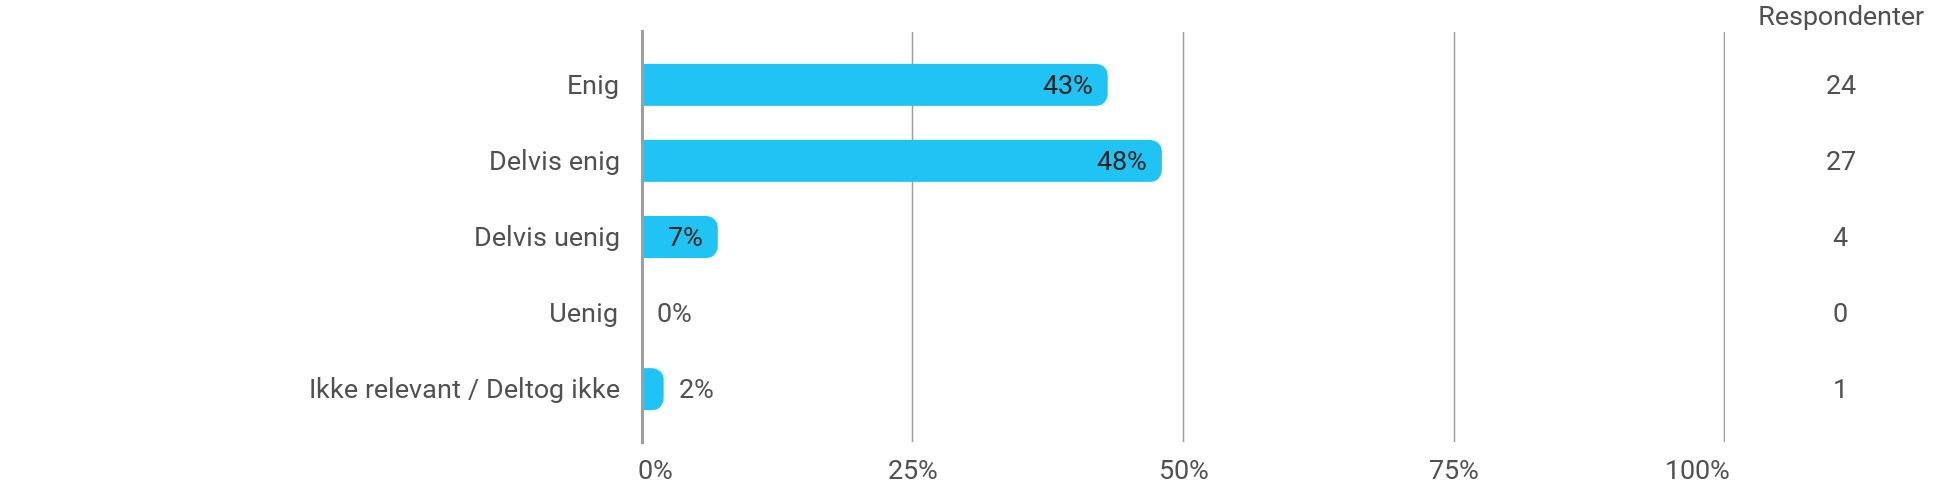 Respondenter
Enig 43% 24
Delvis enig 48% 27
Delvis uenig 7% 4
Uenig 0% 0
Ikke relevant / Deltog ikke 2% 1
0% 25% 50% 75% 100%